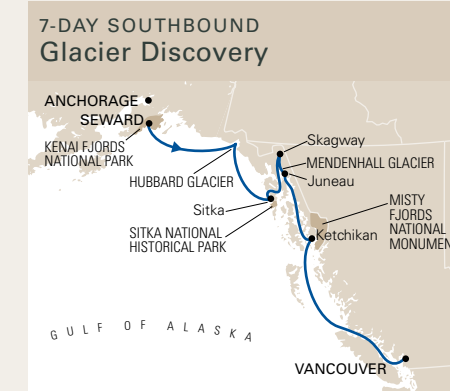 7-DAY SOUTHBOUND
Glacier Discovery
ANCHORAGE
SEWARD
KENAI FJORDS
NATIONAL PARK
HUBBARD GLACIER
Skagway
MENDENHALL GLACIER
Juneau
Sitka
SITKA NATIONAL
HISTORICAL PARK
MISTY
FJORDS
NATIONAL
MONUMEN
Ketchikan
GULF OF ALASKA
VANCOUVER